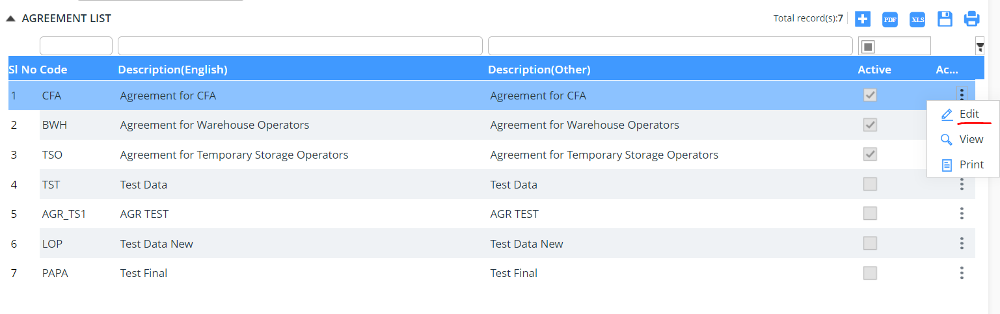 AGREEMENT LIST Total record(s):7 PDF XLS
Sl No Code Description(English) Description(Other) Active Ac...
1 CFA Agreement for CFA Agreement for CFA
Edit
2 BWH Agreement for Warehouse Operators Agreement for Warehouse Operators
View
3 TSO Agreement for Temporary Storage Operators Agreement for Temporary Storage Operators
Print
4 TST Test Data Test Data
5 AGR_TS1 AGR TEST AGR TEST
6 LOP Test Data New Test Data New
7 PAPA Test Final Test Final